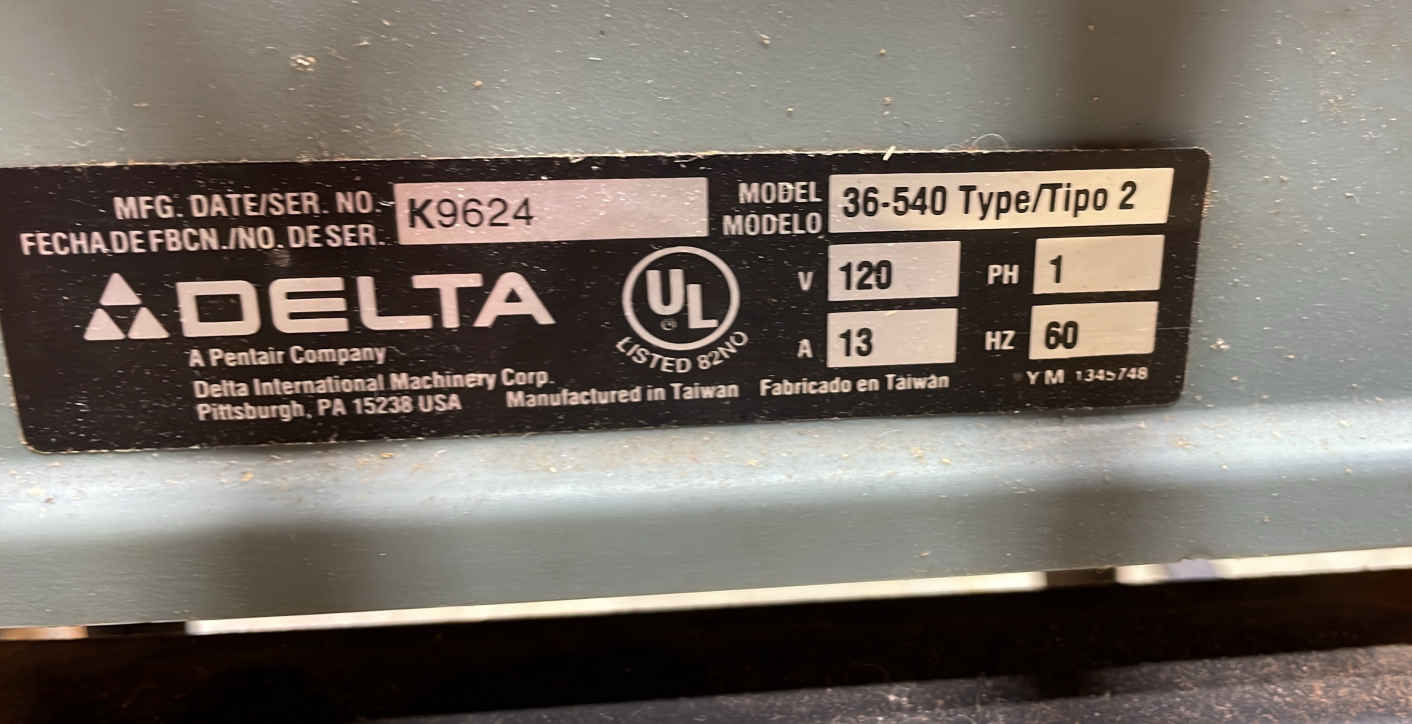 MFG. DATE/SER. NO.
FECHA DE FBCN./NO. DE SER.
K9624
MODEL
MODELO
36-540 Type/Tipo 2
V 120 PH 1
A 13 HZ 60
DELTA
A Pentair Company
Delta International Machinery Corp.
Pittsburgh, PA 15238 USA
UL
LISTED 82NO
Manufactured in Taiwan Fabricado en Taiwán
YM 1345748